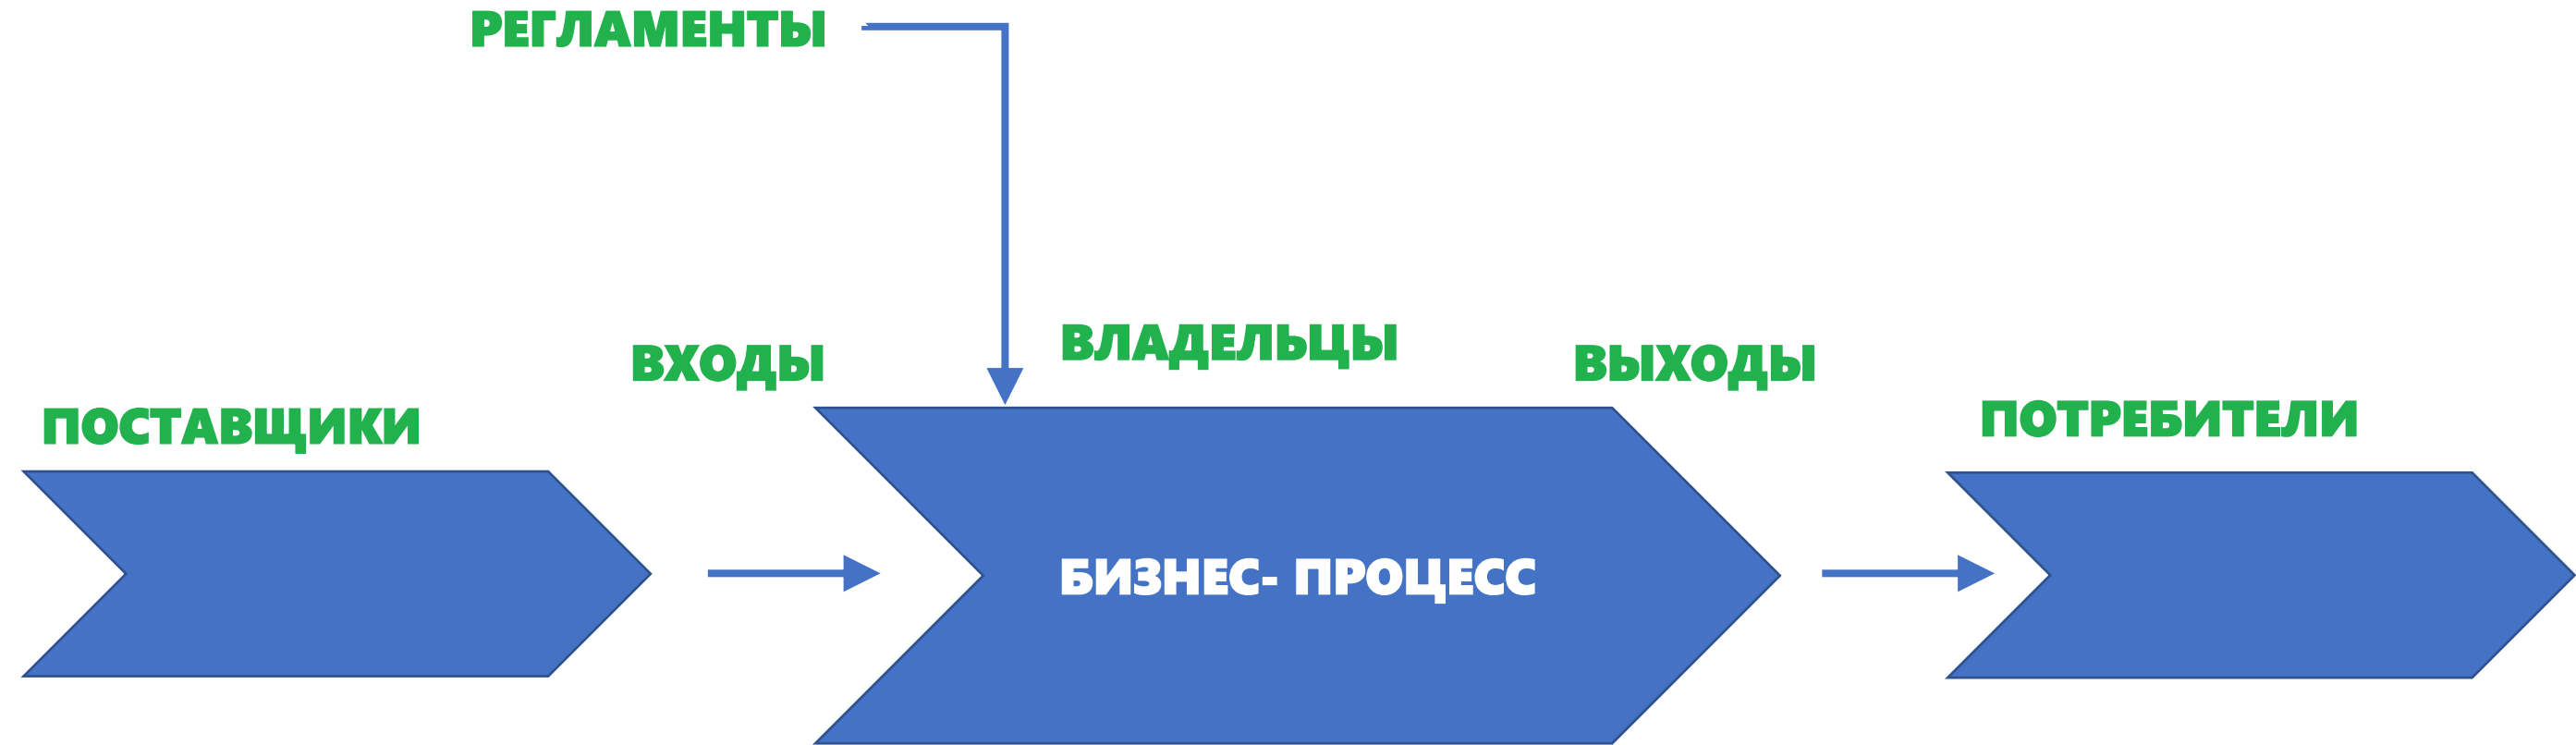 РЕГЛАМЕНТЫ
ВЛАДЕЛЬЦЫ
ВХОДЫ
ВЫХОДЫ
ПОСТАВЩИКИ
ПОТРЕБИТЕЛИ
БИЗНЕС- ПРОЦЕСС